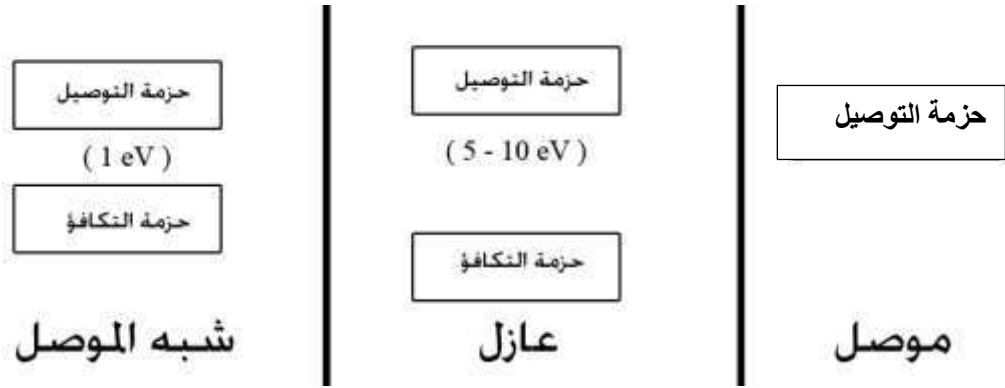 حزمة التوصيل
موصل
حزمة التوصيل
( 5 - 10 eV )
حزمة التكافؤ
عازل
حزمة التوصيل
( 1 eV )
حزمة التكافؤ
شبه الموصل